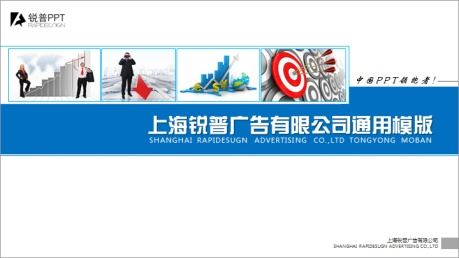 锐普PPT
RAPIDESIGN
中国PPT领跑者！
上海锐普广告有限公司通用模版
SHANGHAI RAPIDESUGN ADVERTISING CO.,LTD TONGYONG MOBAN
上海锐普广告有限公司
SHANGHAI RAPIDESUGN ADVERTISING CO.,LTD